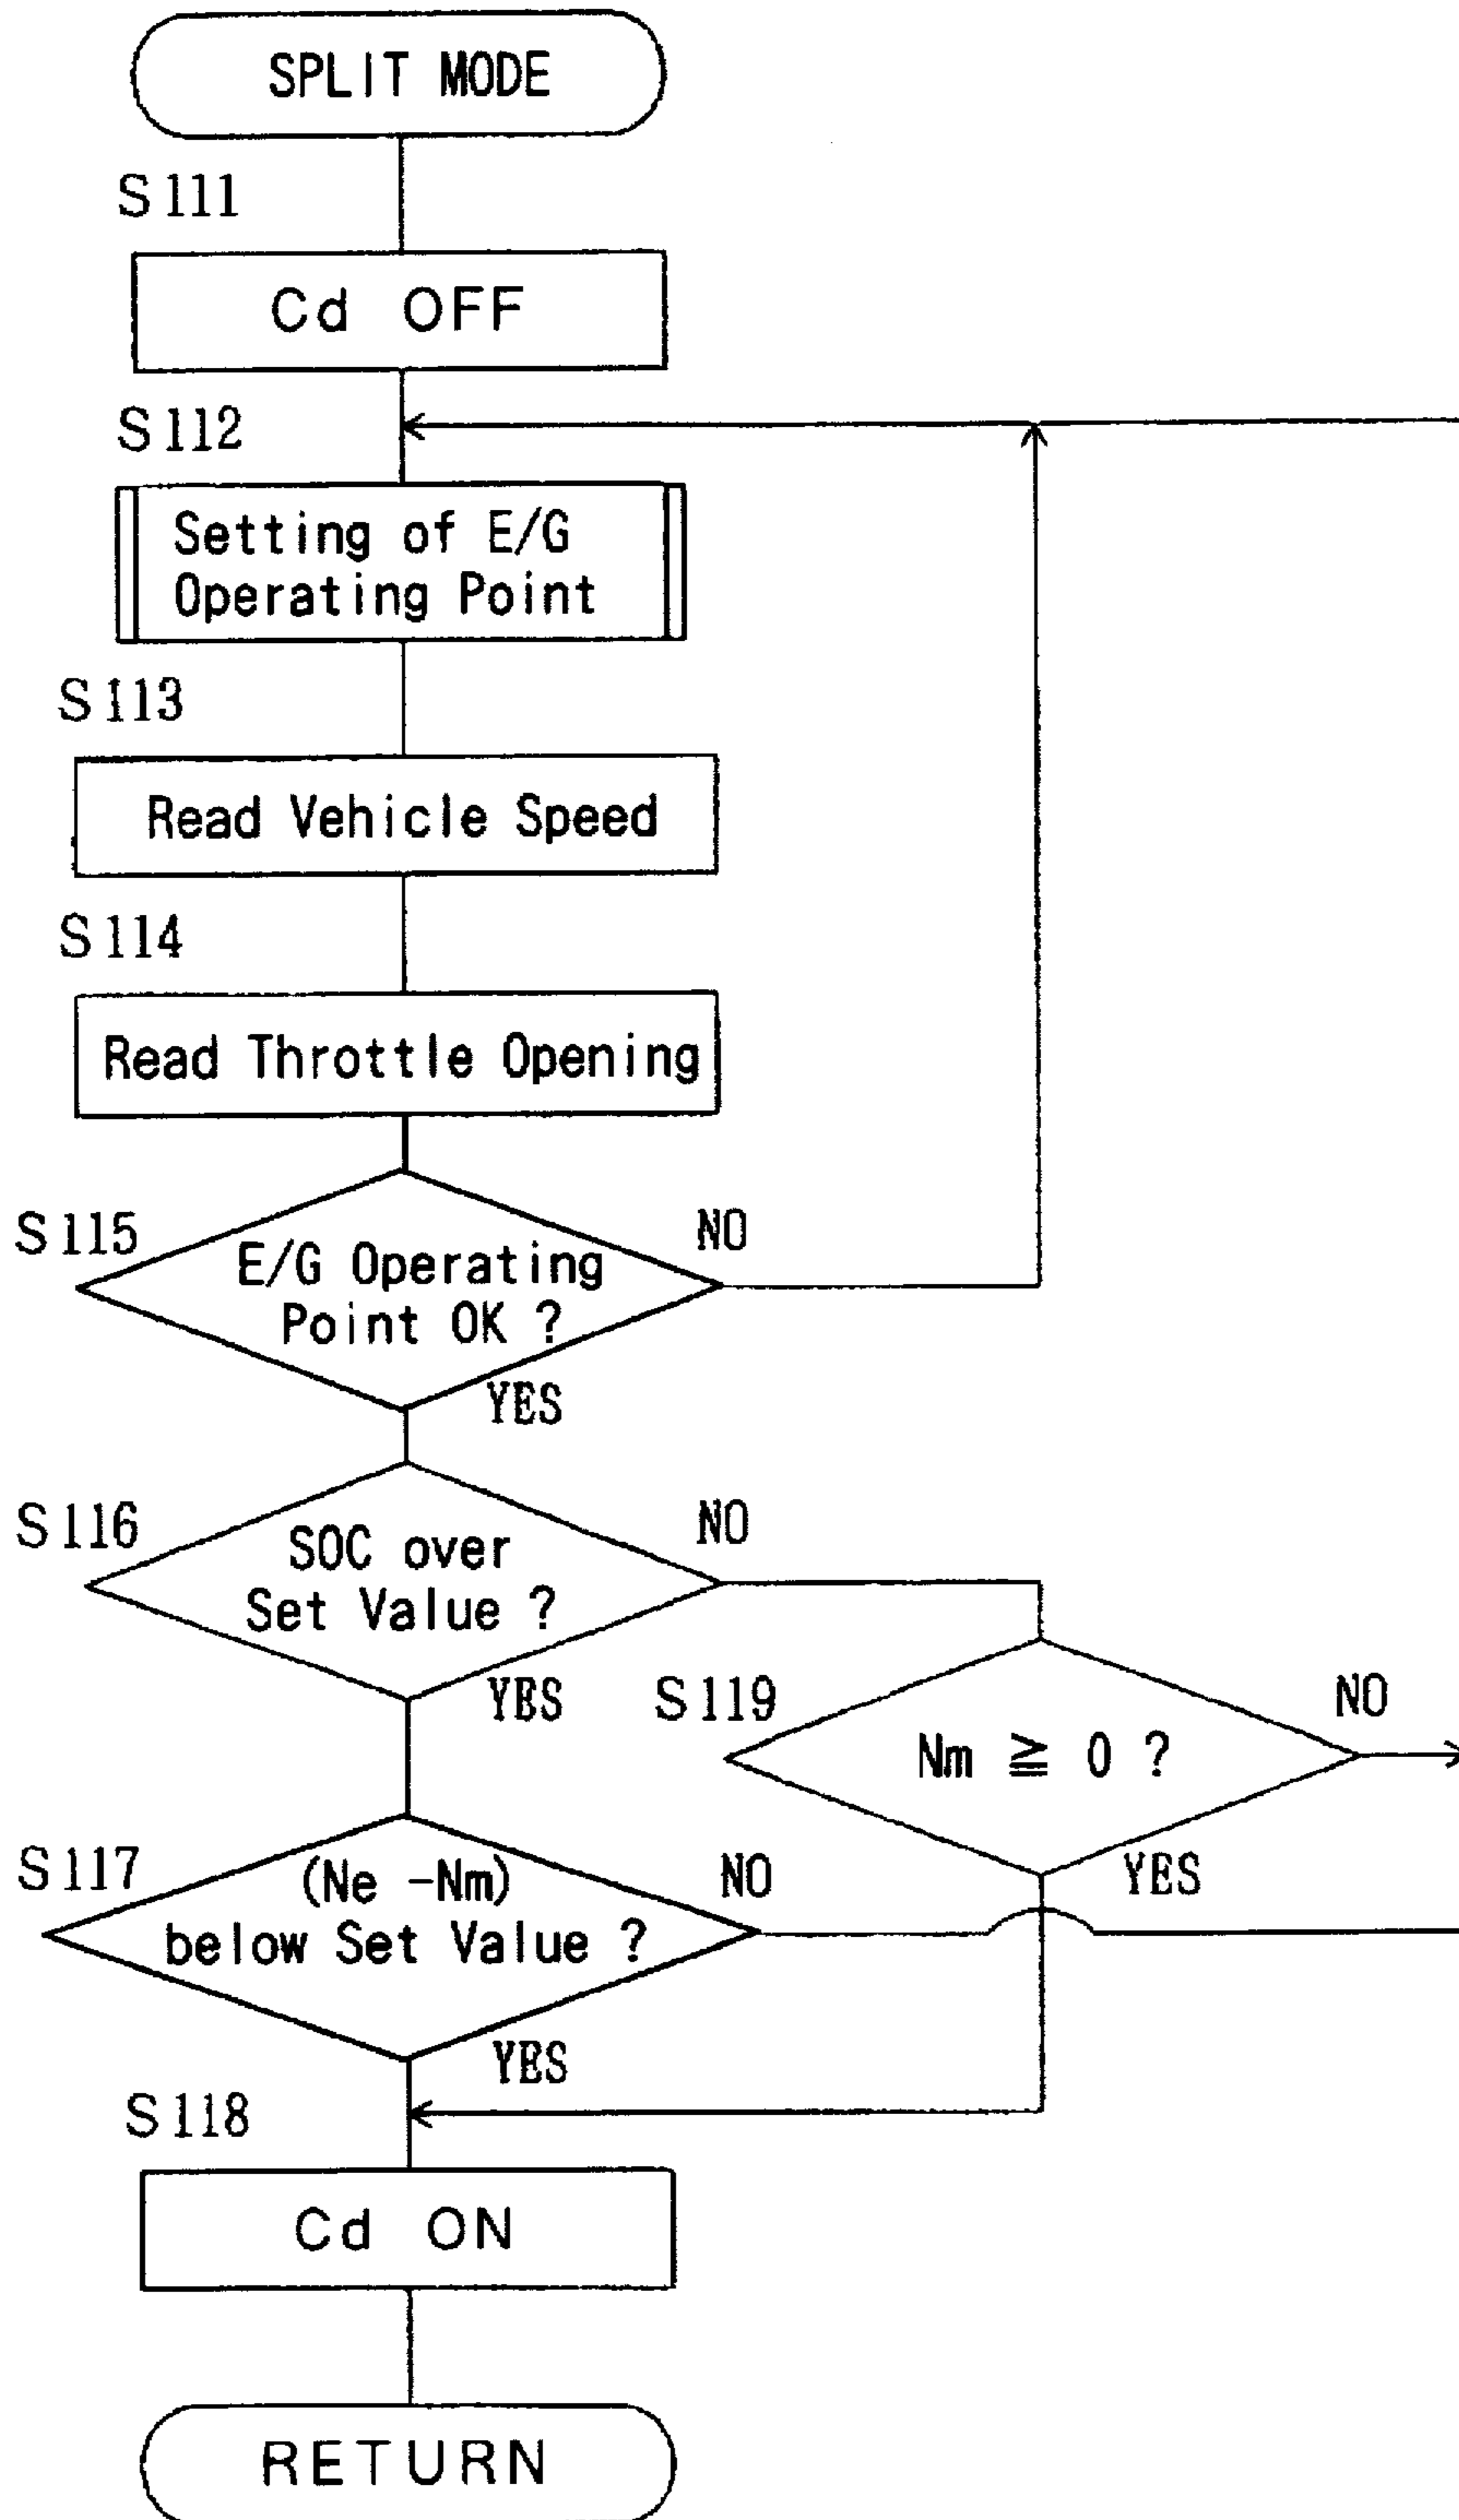 SPLIT MODE
S111
Cd OFF
S112
Setting of E/G
Operating Point
S113
Read Vehicle Speed
S114
Read Throttle Opening
S115
E/G Operating
Point OK ?
NO
YES
S116
SOC over
Set Value ?
NO
YES
S119
Nm ≧ 0 ?
NO
YES
S117
(Ne -Nm)
below Set Value ?
NO
YES
S118
Cd ON
RETURN